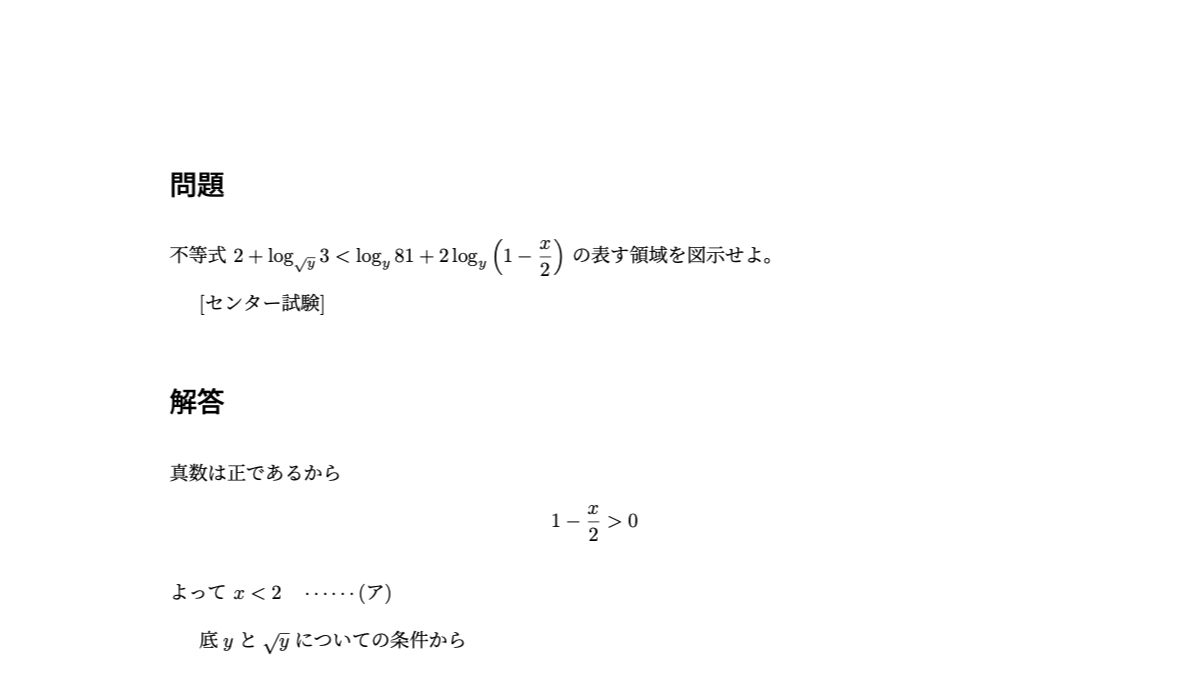 問題
不等式 $2 + \log_{\sqrt{y}} 3 < \log_y 81 + 2 \log_y \left(1 - \frac{x}{2}\right)$ の表す領域を図示せよ。
[センター試験]
解答
真数は正であるから
$1 - \frac{x}{2} > 0$
よって $x < 2$ ……(ア)
底 $y$ と $\sqrt{y}$ についての条件から